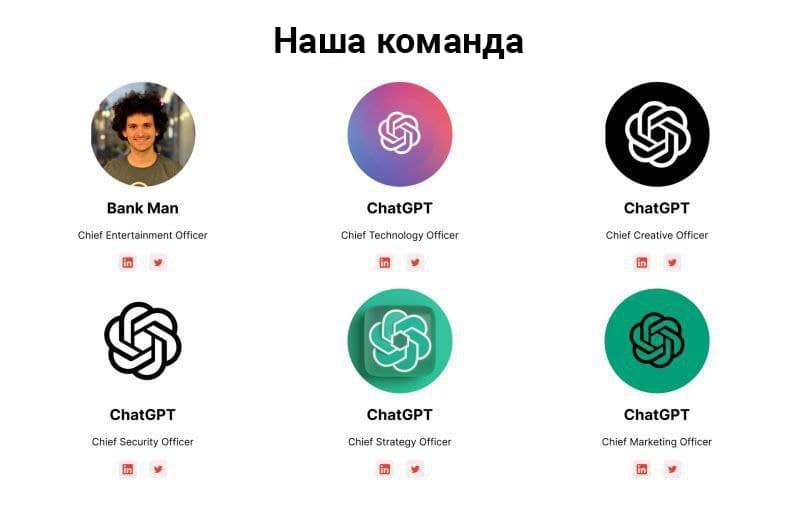 Наша команда
Bank Man
Chief Entertainment Officer
ChatGPT
Chief Technology Officer
ChatGPT
Chief Creative Officer
ChatGPT
Chief Security Officer
ChatGPT
Chief Strategy Officer
ChatGPT
Chief Marketing Officer